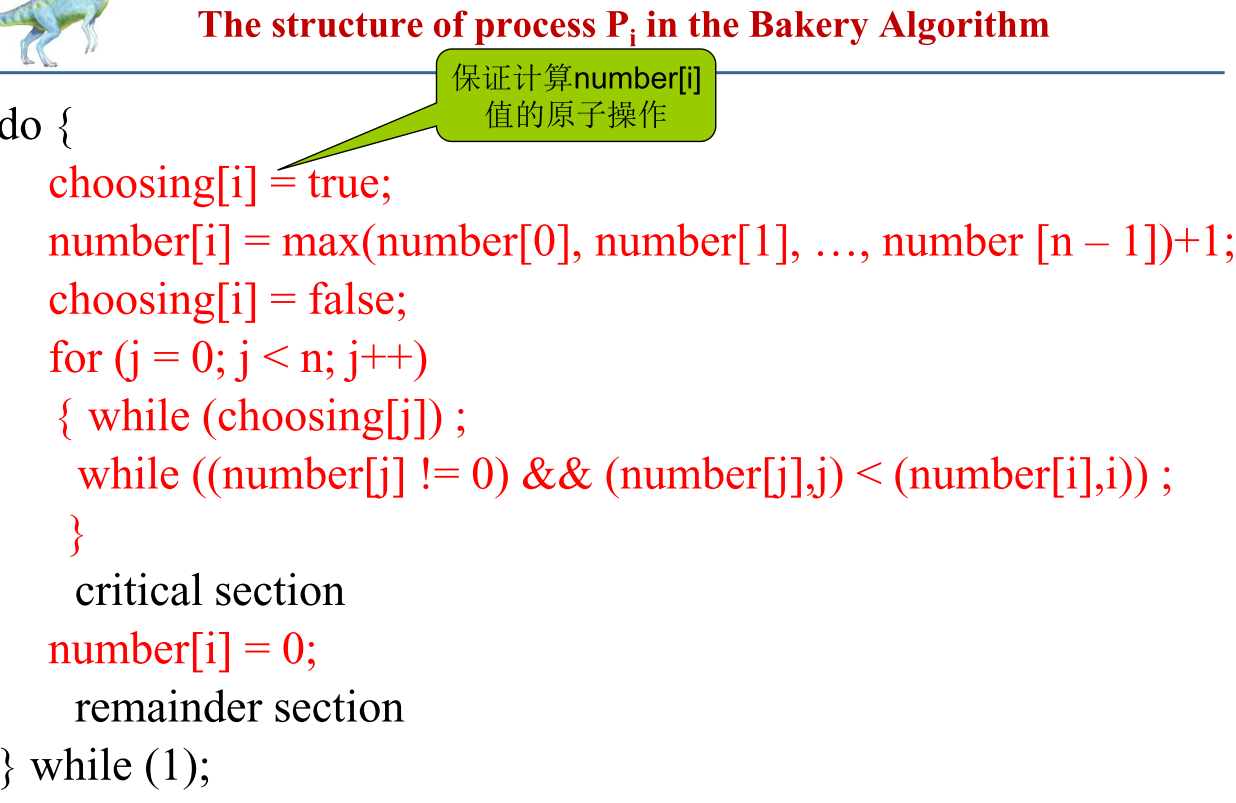 The structure of process Pi in the Bakery Algorithm
保证计算number[i]
值的原子操作
do {
choosing[i] = true;
number[i] = max(number[0], number[1], …, number [n – 1])+1;
choosing[i] = false;
for (j = 0; j < n; j++)
{ while (choosing[j]) ;
while ((number[j] != 0) && (number[j],j) < (number[i],i)) ;
}
critical section
number[i] = 0;
remainder section
} while (1);